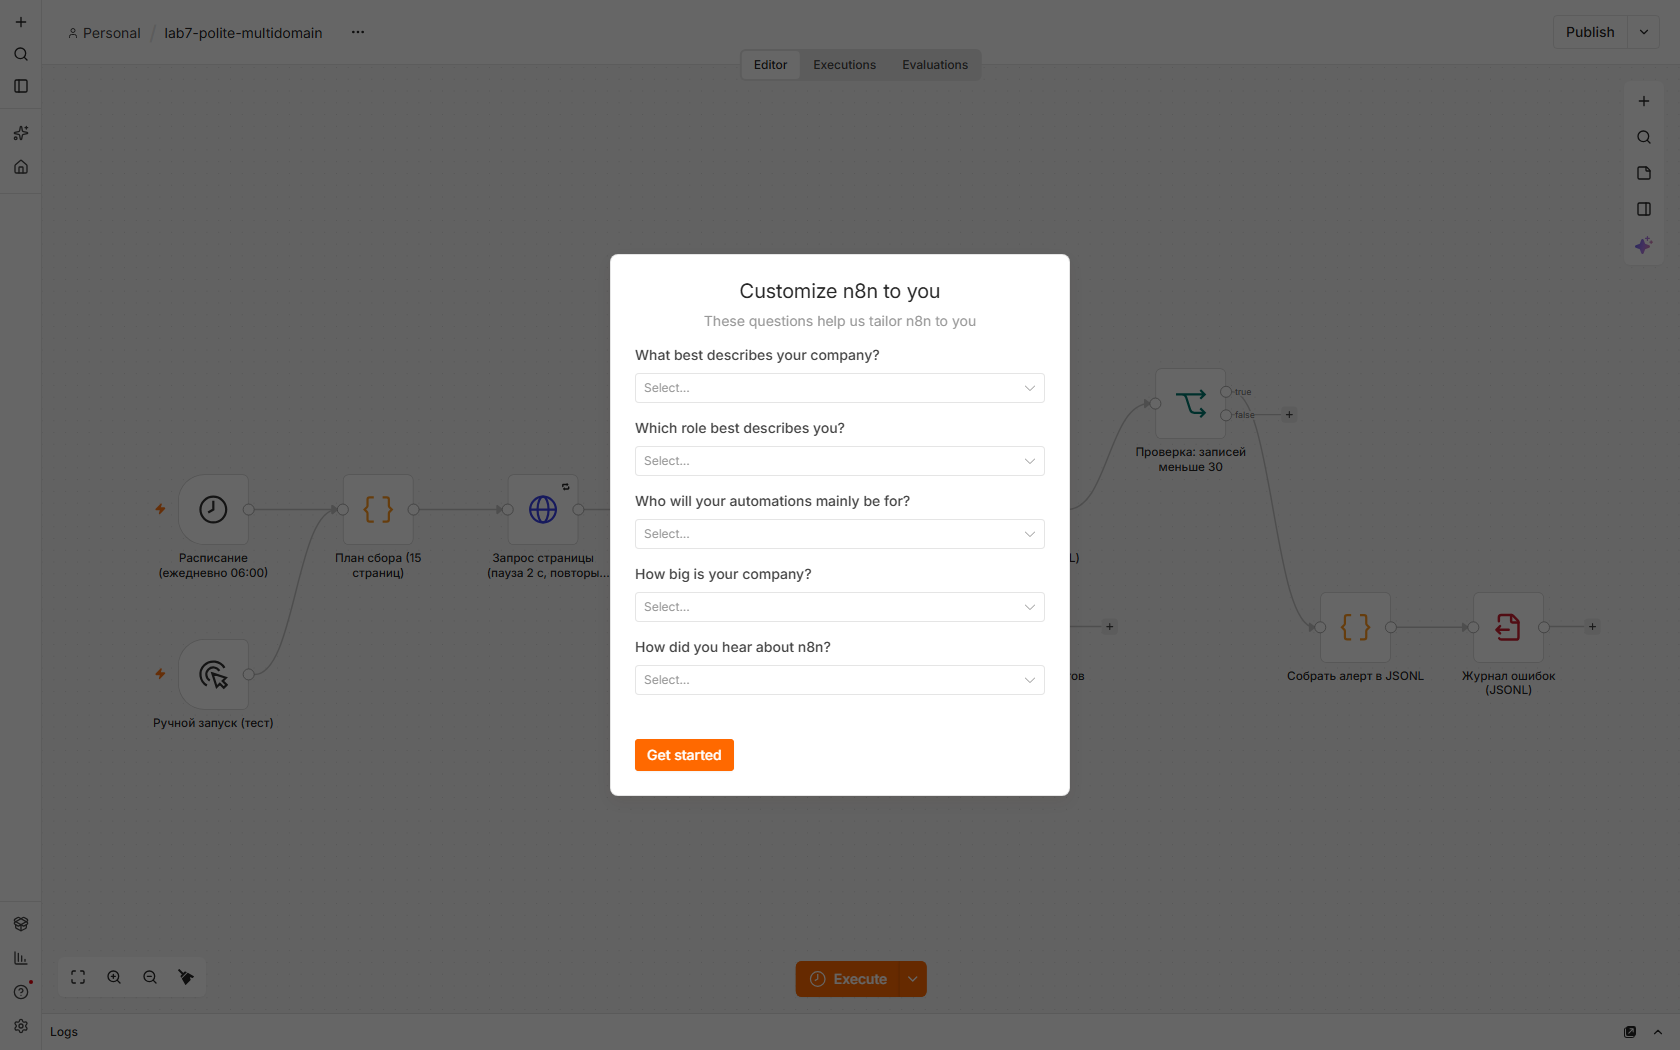 Personal / lab7-polite-multidomain ...
Publish
Editor Executions Evaluations
Customize n8n to you
These questions help us tailor n8n to you
What best describes your company?
Select...
Which role best describes you?
Select...
Who will your automations mainly be for?
Select...
How big is your company?
Select...
How did you hear about n8n?
Select...
Get started
Расписание
(ежедневно 06:00)
План сбора (15
страниц)
Запрос страницы
(пауза 2 с, повторы...
Ручной запуск (тест)
L)
ов
true
false
Проверка: записей
меньше 30
Собрать алерт в JSONL
Журнал ошибок
(JSONL)
Execute
Logs